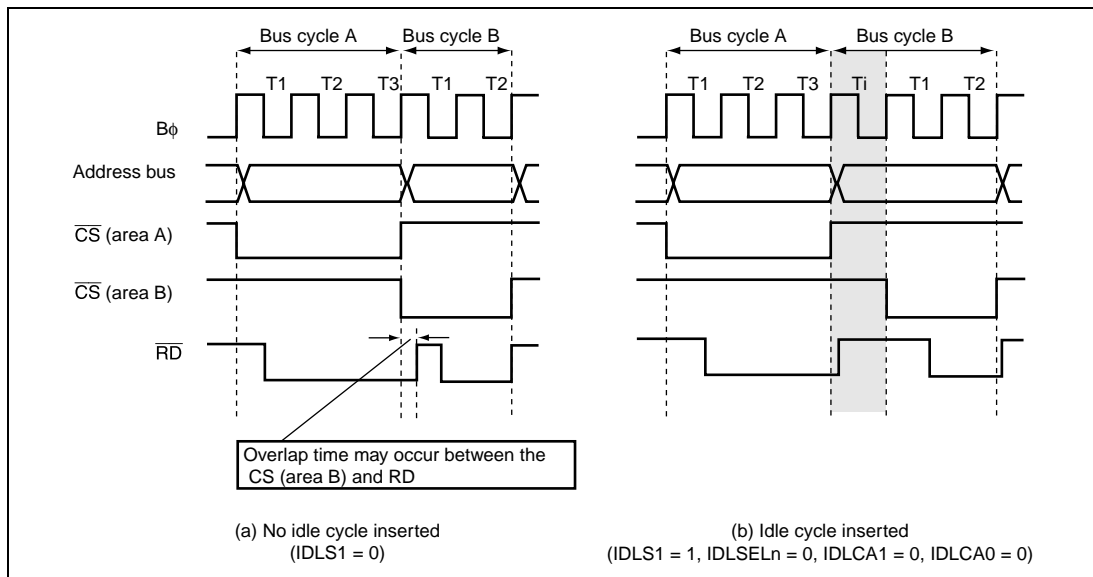 Bus cycle A Bus cycle B
T1 T2 T3 T1 T2
Bφ
Address bus
CS (area A)
CS (area B)
RD
Overlap time may occur between the
CS (area B) and RD
(a) No idle cycle inserted
(IDLS1 = 0)
Bus cycle A Bus cycle B
T1 T2 T3 Ti T1 T2
(b) Idle cycle inserted
(IDLS1 = 1, IDLSELn = 0, IDLCA1 = 0, IDLCA0 = 0)